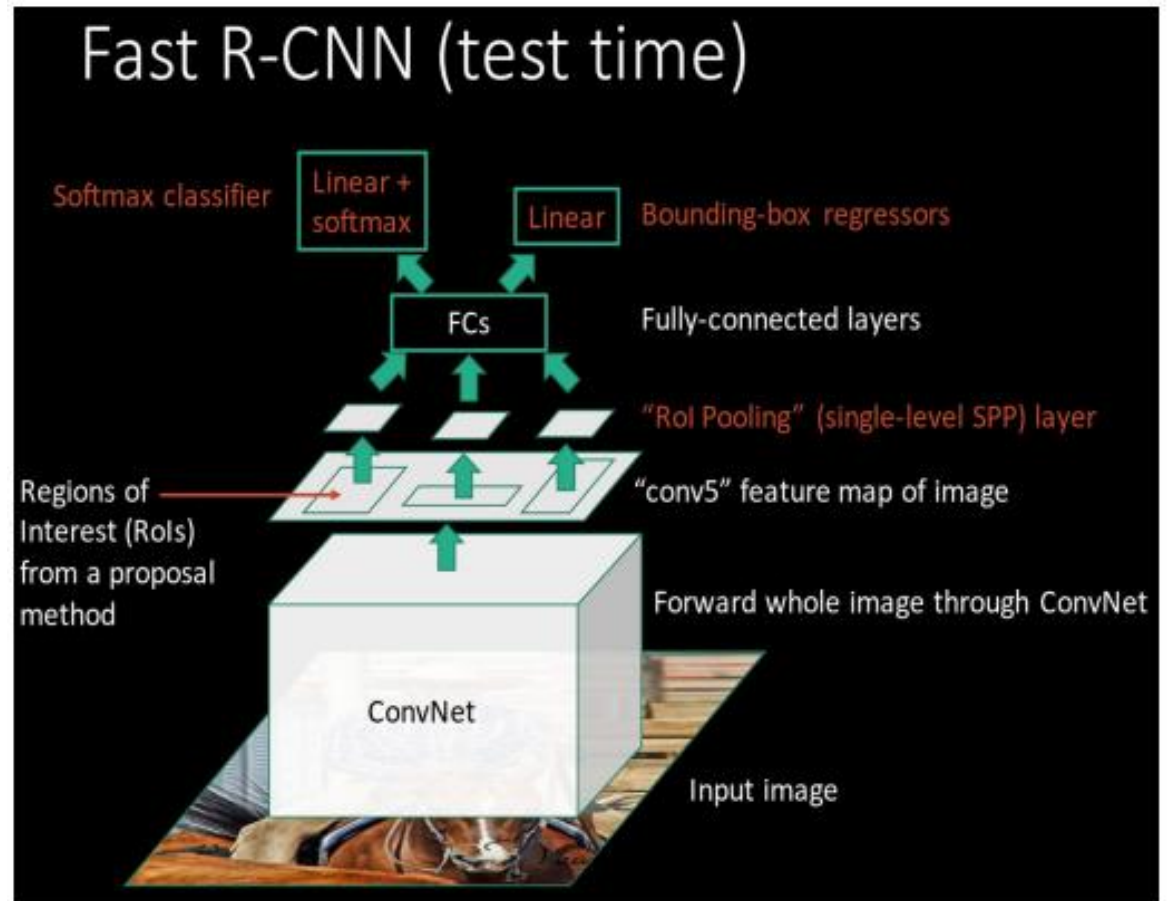 Fast R-CNN (test time)
Softmax classifier
Linear +
softmax
Linear
Bounding-box regressors
FCs
Fully-connected layers
“RoI Pooling” (single-level SPP) layer
Regions of
Interest (RoIs)
from a proposal
method
“conv5” feature map of image
Forward whole image through ConvNet
ConvNet
Input image